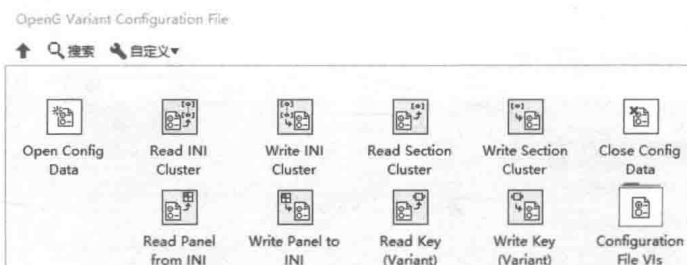 OpenG Variant Configuration File
搜索 自定义▾
Open Config Data
Read INI Cluster
Write INI Cluster
Read Section Cluster
Write Section Cluster
Close Config Data
Read Panel from INI
Write Panel to INI
Read Key (Variant)
Write Key (Variant)
Configuration File VIs